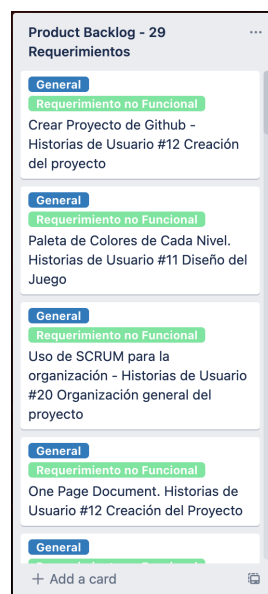 Product Backlog - 29
Requerimientos
General
Requerimiento no Funcional
Crear Proyecto de Github -
Historias de Usuario #12 Creación
del proyecto
General
Requerimiento no Funcional
Paleta de Colores de Cada Nivel.
Historias de Usuario #11 Diseño del
Juego
General
Requerimiento no Funcional
Uso de SCRUM para la
organización - Historias de Usuario
#20 Organización general del
proyecto
General
Requerimiento no Funcional
One Page Document. Historias de
Usuario #12 Creación del Proyecto
General
+ Add a card